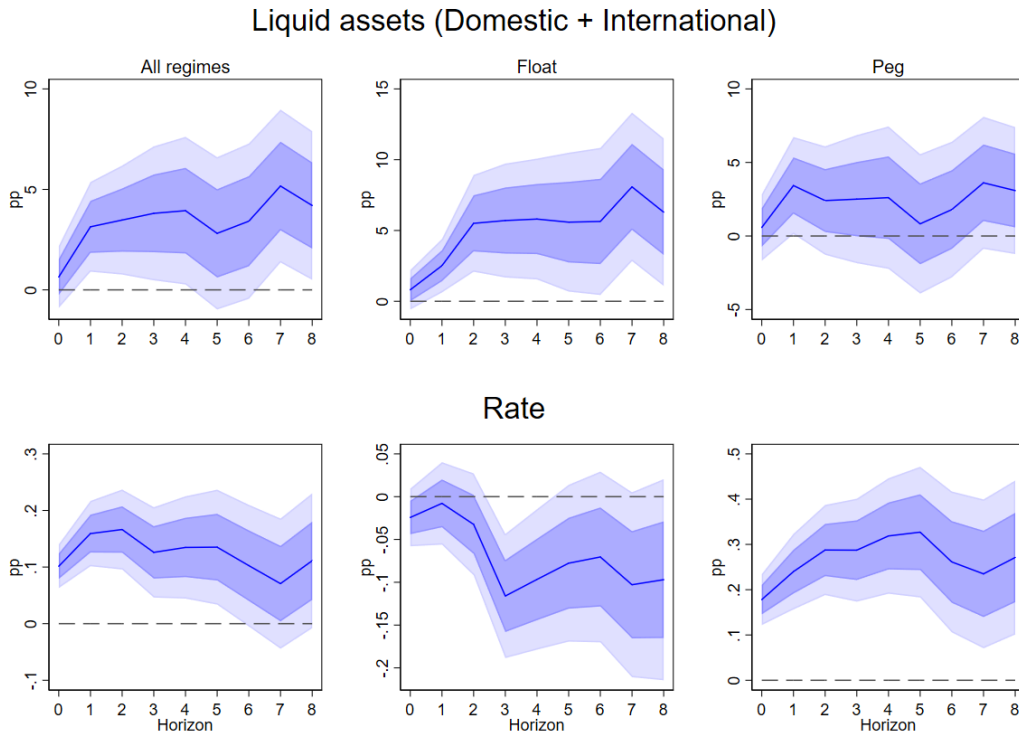 Liquid assets (Domestic + International)
All regimes
Float
Peg
pp
10
5
0
0 1 2 3 4 5 6 7 8
pp
15
10
5
0
0 1 2 3 4 5 6 7 8
pp
10
5
0
-5
0 1 2 3 4 5 6 7 8
Rate
pp
.3
.2
.1
0
-.1
0 1 2 3 4 5 6 7 8
Horizon
pp
.05
0
-.05
-.1
-.15
-.2
0 1 2 3 4 5 6 7 8
Horizon
pp
.5
.4
.3
.2
.1
0
0 1 2 3 4 5 6 7 8
Horizon